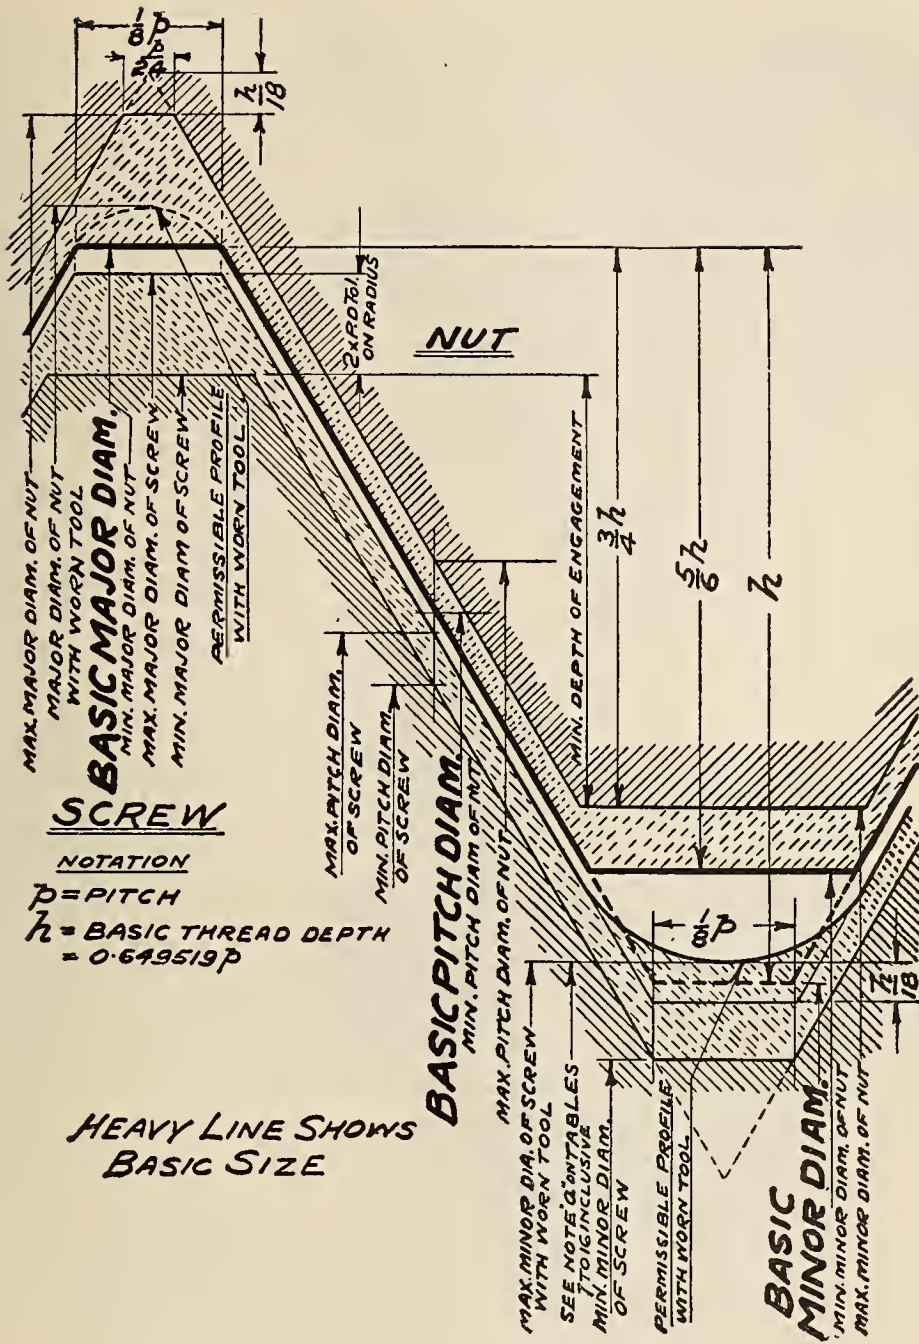 1/8 p
p/24
h/18
MAX. MAJOR DIAM. OF NUT
MAJOR DIAM. OF NUT
WITH WORN TOOL
BASIC MAJOR DIAM.
MIN. MAJOR DIAM. OF NUT
MAX. MAJOR DIAM. OF SCREW
MIN. MAJOR DIAM OF SCREW
PERMISSIBLE PROFILE
WITH WORN TOOL
2 x P.D Tol.
ON RADIUS
NUT
MIN. DEPTH OF ENGAGEMENT
3/4 h
5/6 h
h
SCREW
NOTATION
p = PITCH
h = BASIC THREAD DEPTH
= 0.649519 p
MAX. PITCH DIAM.
OF SCREW
MIN. PITCH DIAM.
OF SCREW
BASIC PITCH DIAM.
MIN. PITCH DIAM OF NUT
MAX. PITCH DIAM. OF NUT
HEAVY LINE SHOWS
BASIC SIZE
1/8 p
h/18
MAX. MINOR DIA. OF SCREW
WITH WORN TOOL
SEE NOTE "a" ON TABLES
INCLUSIVE
MIN. MINOR DIAM.
OF SCREW
PERMISSIBLE PROFILE
WITH WORN TOOL
BASIC
MINOR DIAM.
MIN. MINOR DIAM. OF NUT
MAX. MINOR DIAM. OF NUT